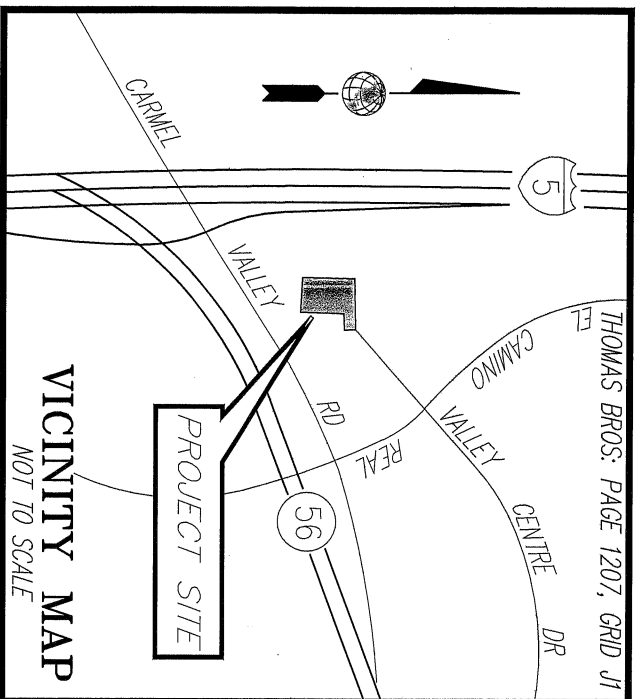 THOMAS BROS: PAGE 1207, GRID J1
5
EL
CAMINO
REAL
VALLEY
CENTRE
DR
CARMEL
VALLEY
RD
56
PROJECT SITE
VICINITY MAP
NOT TO SCALE